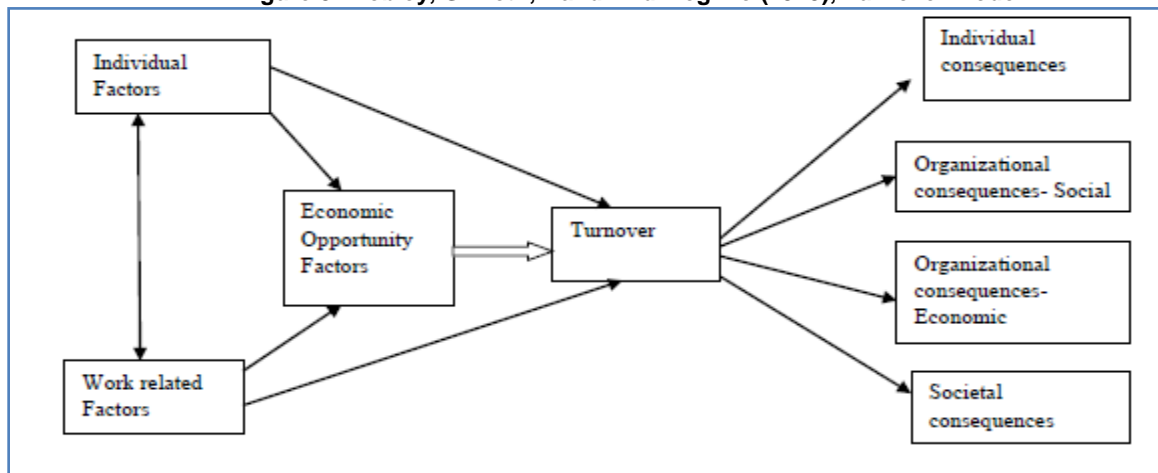 Individual
Factors
Work related
Factors
Economic
Opportunity
Factors
Turnover
Individual
consequences
Organizational
consequences- Social
Organizational
consequences-
Economic
Societal
consequences